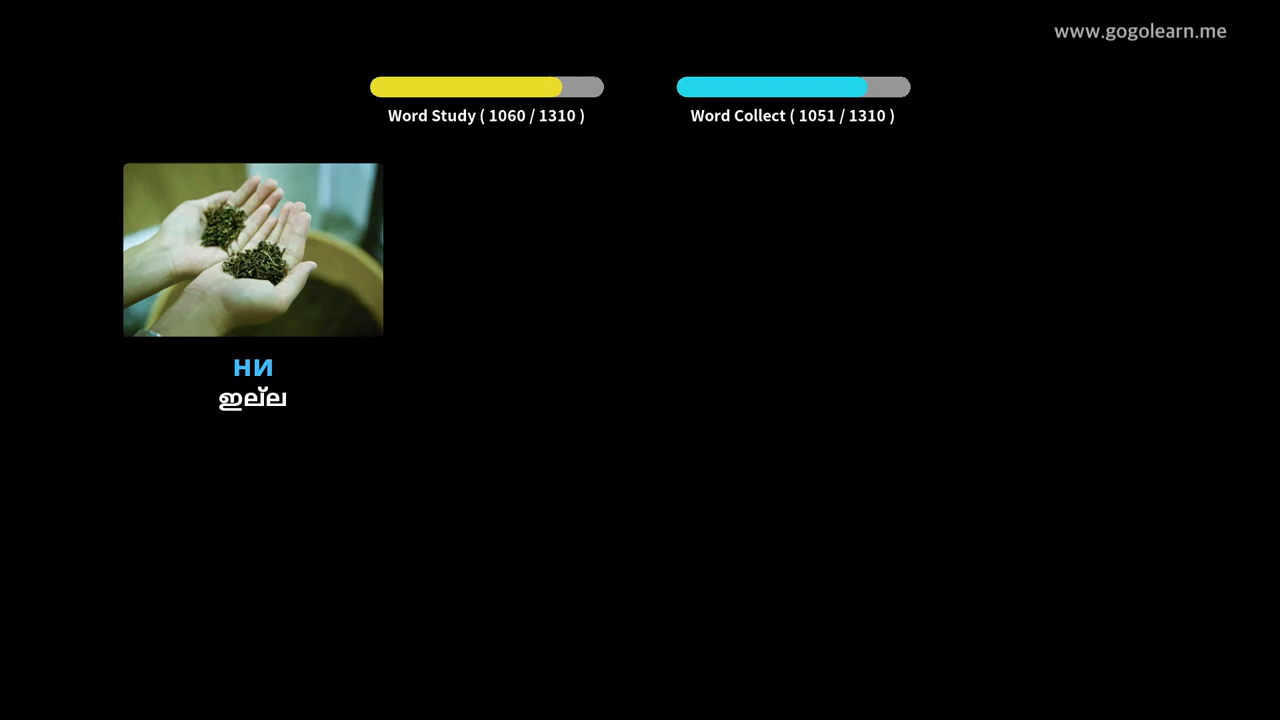 www.gogolearn.me
Word Study ( 1060 / 1310 )
Word Collect ( 1051 / 1310 )
ни
ഇല്ല